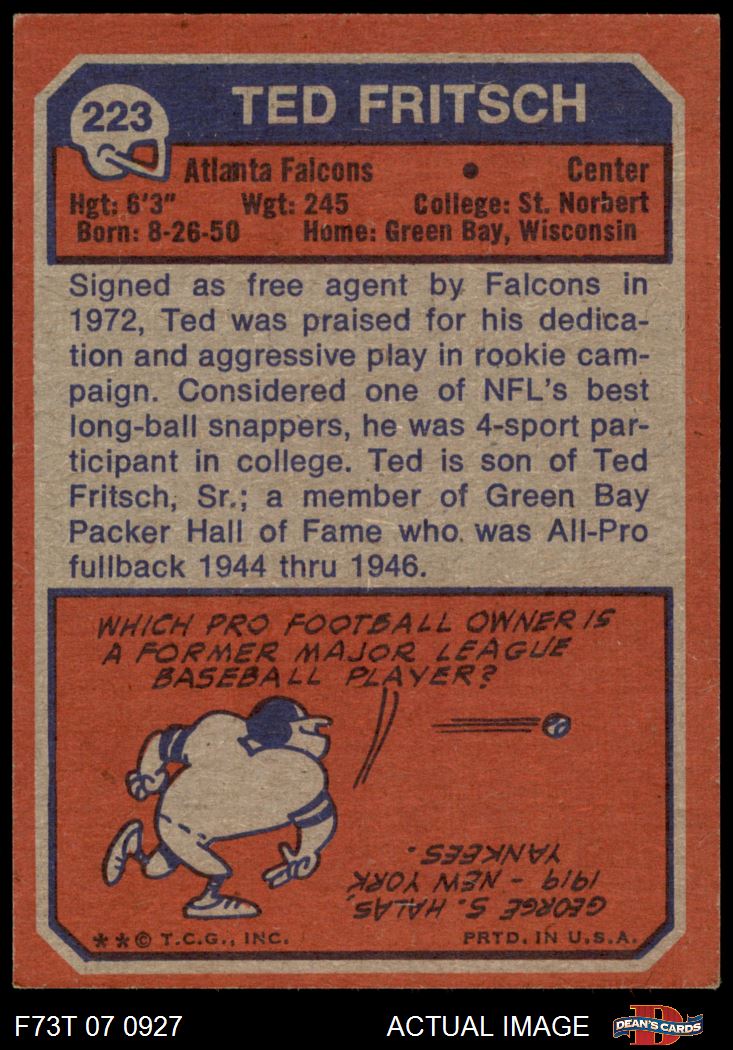 223
TED FRITSCH
Atlanta Falcons • Center
Hgt: 6'3" Wgt: 245 College: St. Norbert
Born: 8-26-50 Home: Green Bay, Wisconsin
Signed as free agent by Falcons in
1972, Ted was praised for his dedica-
tion and aggressive play in rookie cam-
paign. Considered one of NFL's best
long-ball snappers, he was 4-sport par-
ticipant in college. Ted is son of Ted
Fritsch, Sr.; a member of Green Bay
Packer Hall of Fame who was All-Pro
fullback 1944 thru 1946.
WHICH PRO FOOTBALL OWNER IS
A FORMER MAJOR LEAGUE
BASEBALL PLAYER?
GEORGE S. HALAS,
1919 - NEW YORK
YANKEES.
**© T.C.G., INC. PRTD. IN U.S.A.
F73T 07 0927 ACTUAL IMAGE D DEAN'S CARDS